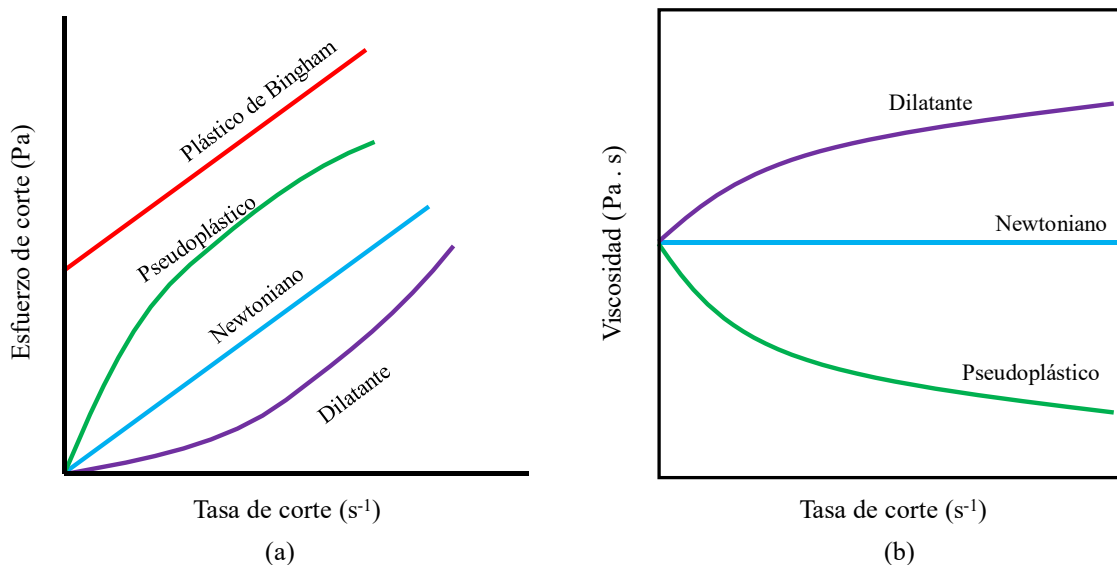 Esfuerzo de corte (Pa)
Plástico de Bingham
Pseudoplástico
Newtoniano
Dilatante
Tasa de corte (s-1)
(a)
Viscosidad ( Pa . s)
Dilatante
Newtoniano
Pseudoplástico
Tasa de corte (s-1)
(b)